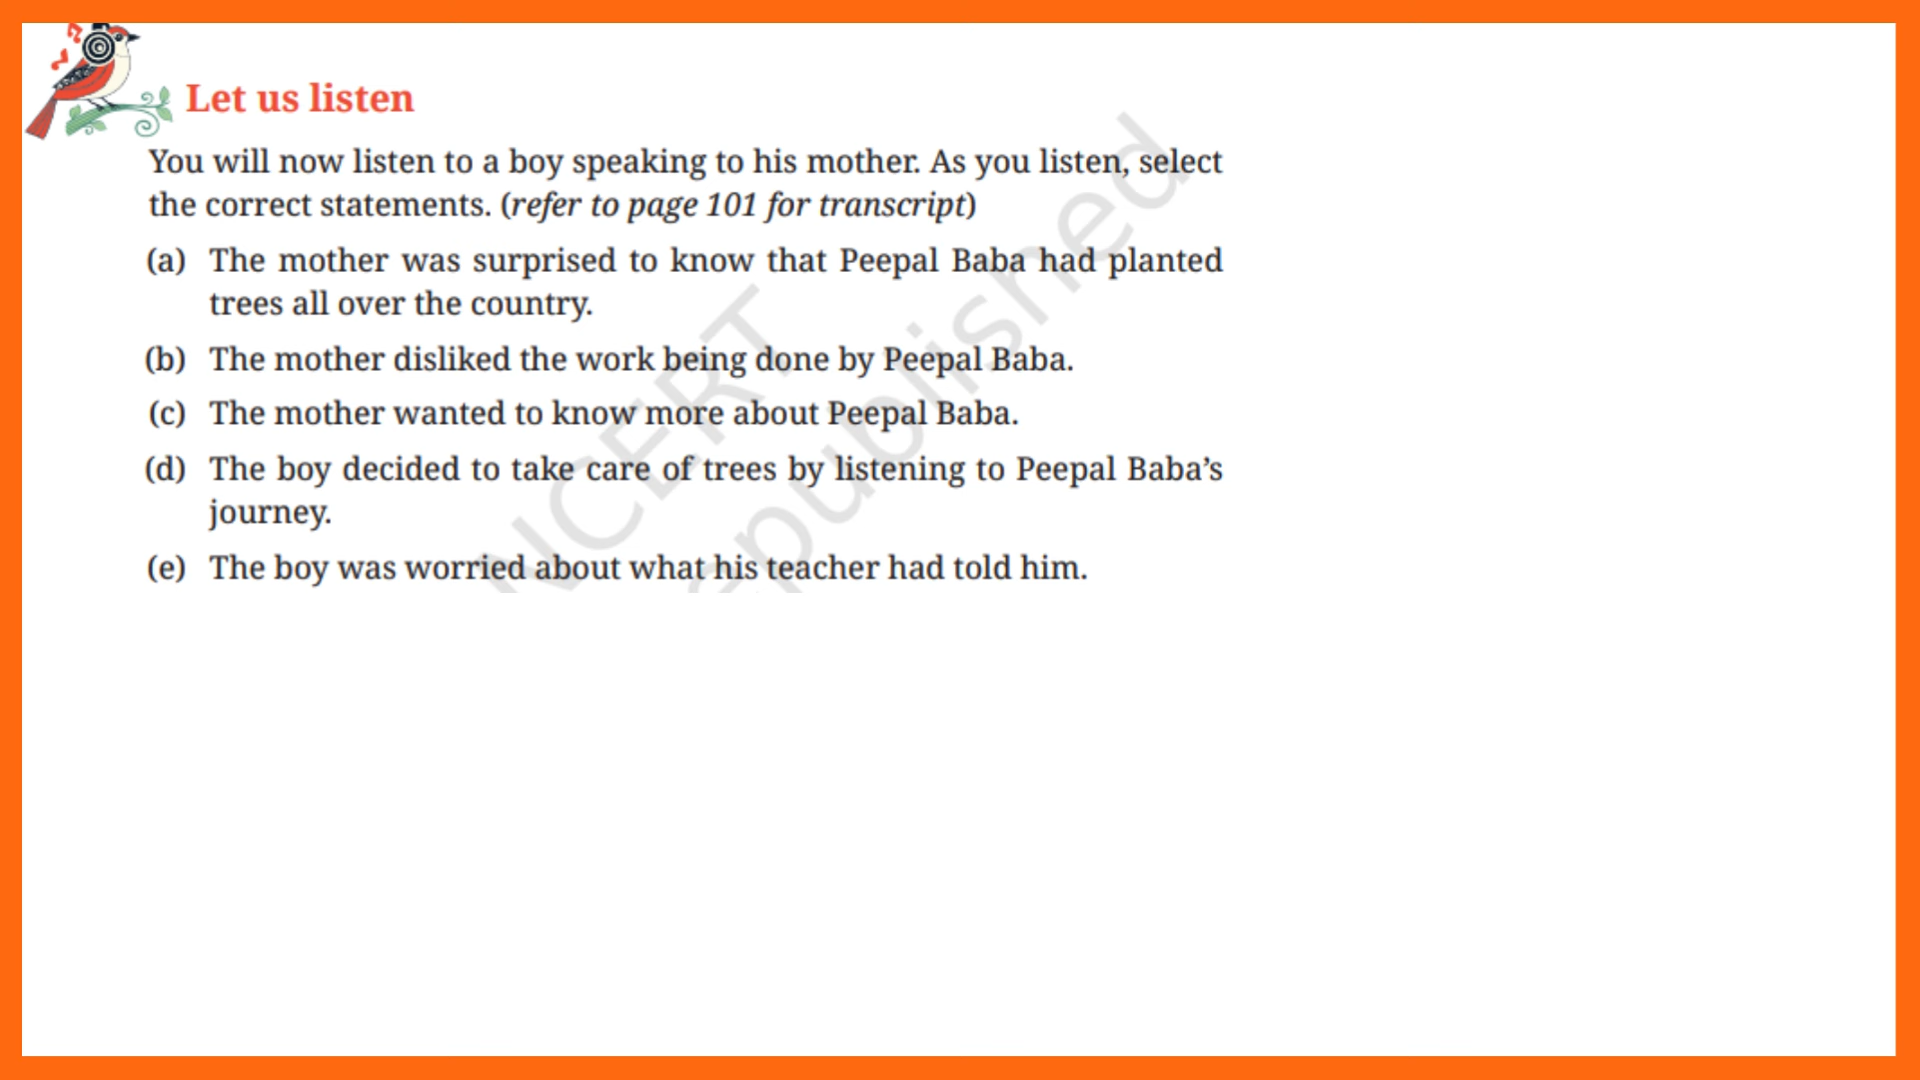 Let us listen
You will now listen to a boy speaking to his mother. As you listen, select
the correct statements. (refer to page 101 for transcript)
(a) The mother was surprised to know that Peepal Baba had planted
trees all over the country.
(b) The mother disliked the work being done by Peepal Baba.
(c) The mother wanted to know more about Peepal Baba.
(d) The boy decided to take care of trees by listening to Peepal Baba’s
journey.
(e) The boy was worried about what his teacher had told him.
NCERT
epublished